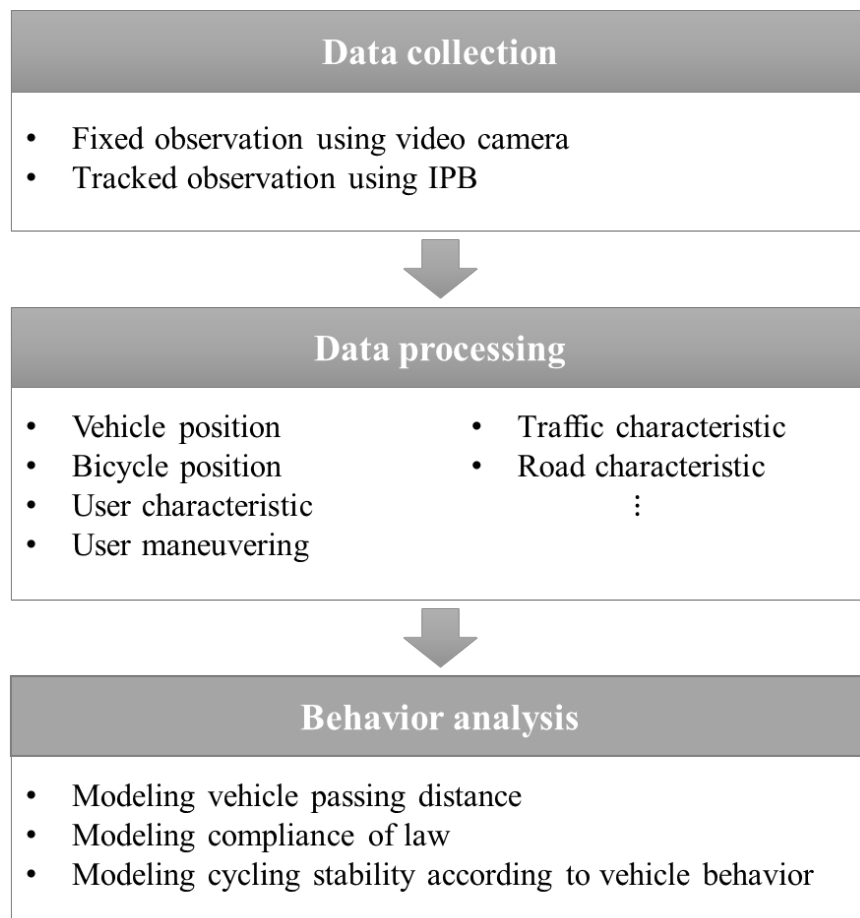 Data collection
• Fixed observation using video camera
• Tracked observation using IPB
Data processing
• Vehicle position
• Bicycle position
• User characteristic
• User maneuvering
• Traffic characteristic
• Road characteristic
⋮
Behavior analysis
• Modeling vehicle passing distance
• Modeling compliance of law
• Modeling cycling stability according to vehicle behavior